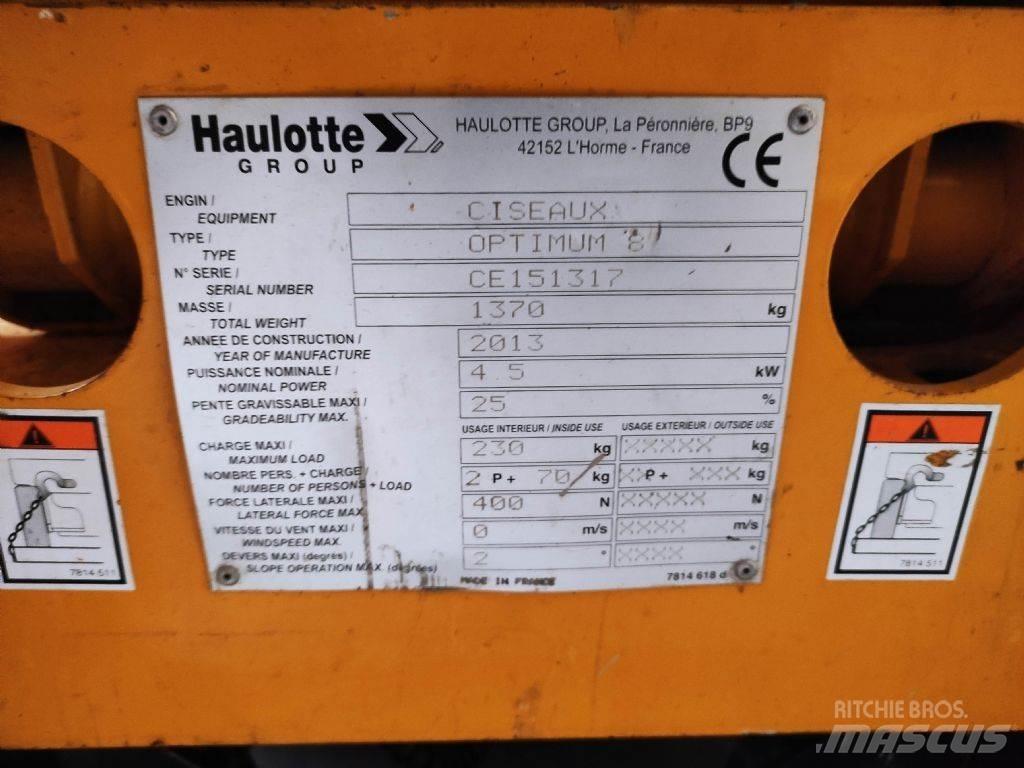 Haulotte
GROUP
HAULOTTE GROUP, La Péronnière, BP9
42152 L'Horme - France
CE
ENGIN /
EQUIPMENT
CISEAUX
TYPE /
TYPE
OPTIMUM 8
N° SERIE /
SERIAL NUMBER
CE151317
MASSE /
TOTAL WEIGHT
1370 kg
ANNEE DE CONSTRUCTION /
YEAR OF MANUFACTURE
2013
PUISSANCE NOMINALE /
NOMINAL POWER
4.5 kW
PENTE GRAVISSABLE MAXI /
GRADEABILITY MAX.
25 %
USAGE INTERIEUR / INSIDE USE USAGE EXTERIEUR / OUTSIDE USE
CHARGE MAXI /
MAXIMUM LOAD
230 kg XXXXX kg
NOMBRE PERS. + CHARGE /
NUMBER OF PERSONS + LOAD
2 P + 70 kg XX P + XXX kg
FORCE LATERALE MAXI /
LATERAL FORCE MAX
400 N XXXXX N
VITESSE DU VENT MAXI /
WINDSPEED MAX.
0 m/s XXXX m/s
DEVERS MAXI (degrés) /
SLOPE OPERATION MAX (degrees)
2 ° XXXX °
MADE IN FRANCE
7814 618 d
7814 511
7814 511
RITCHIE BROS.
MASCUS